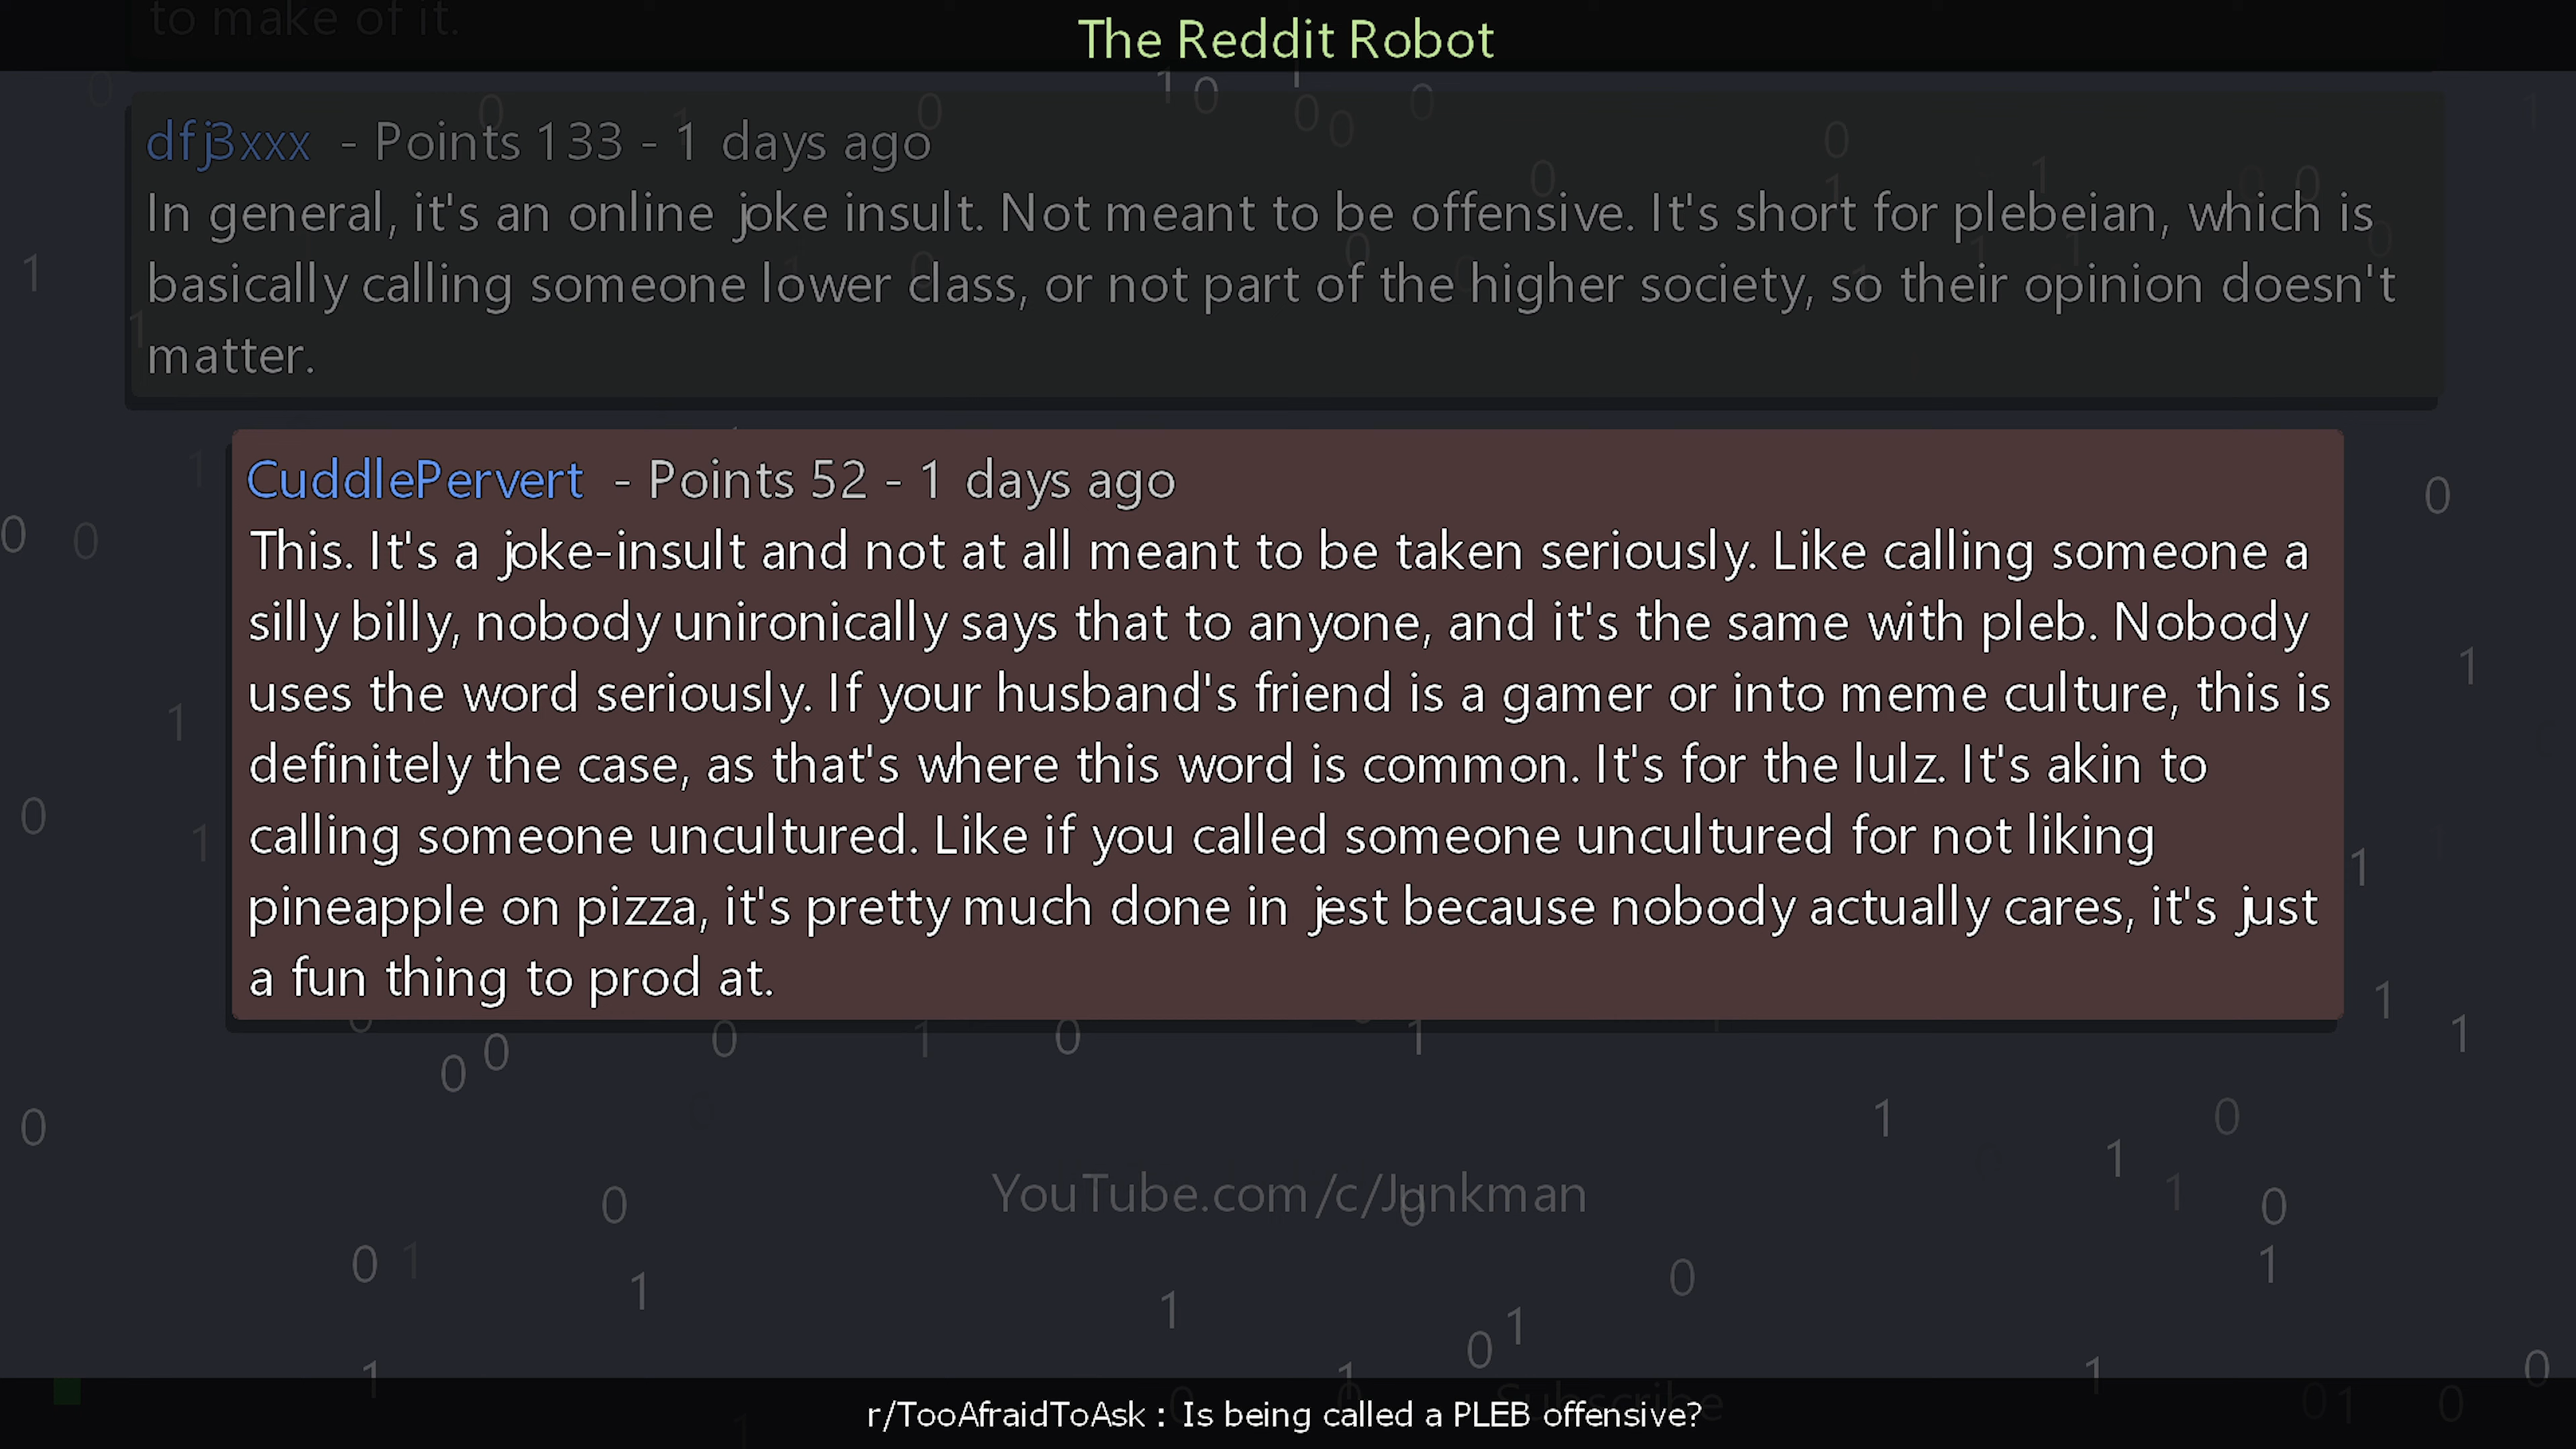 to make of it.
The Reddit Robot
dfj3xxx - Points 133 - 1 days ago
In general, it's an online joke insult. Not meant to be offensive. It's short for plebeian, which is
basically calling someone lower class, or not part of the higher society, so their opinion doesn't
matter.
CuddlePervert - Points 52 - 1 days ago
This. It's a joke-insult and not at all meant to be taken seriously. Like calling someone a
silly billy, nobody unironically says that to anyone, and it's the same with pleb. Nobody
uses the word seriously. If your husband's friend is a gamer or into meme culture, this is
definitely the case, as that's where this word is common. It's for the lulz. It's akin to
calling someone uncultured. Like if you called someone uncultured for not liking
pineapple on pizza, it's pretty much done in jest because nobody actually cares, it's just
a fun thing to prod at.
YouTube.com/c/Junkman
Subscribe
r/TooAfraidToAsk : Is being called a PLEB offensive?